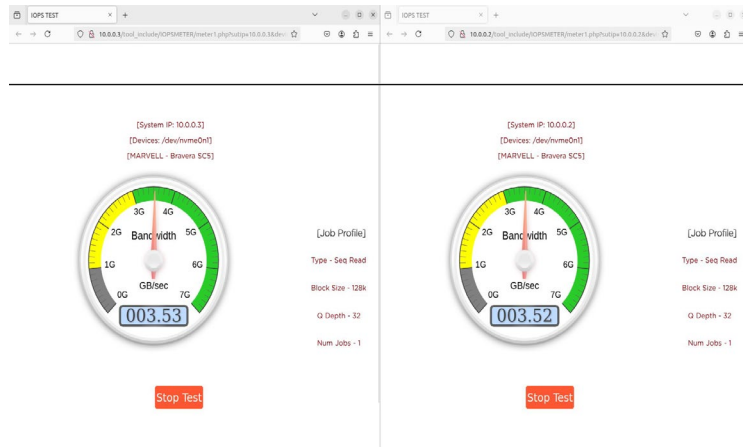 IOPS TEST
10.0.0.3/tool_include/IOPSMETER/meter1.php?sutip=10.0.0.3&dev
[System IP: 10.0.0.3]
[Devices: /dev/nvme0n1]
[MARVELL - Bravera SC5]
0G
1G
2G
3G
4G
5G
6G
7G
Bandwidth
GB/sec
003.53
[Job Profile]
Type - Seq Read
Block Size - 128k
Q Depth - 32
Num Jobs - 1
Stop Test
IOPS TEST
10.0.0.2/tool_include/IOPSMETER/meter1.php?sutip=10.0.0.2&dev
[System IP: 10.0.0.2]
[Devices: /dev/nvme0n1]
[MARVELL - Bravera SC5]
0G
1G
2G
3G
4G
5G
6G
7G
Bandwidth
GB/sec
003.52
[Job Profile]
Type - Seq Read
Block Size - 128k
Q Depth - 32
Num Jobs - 1
Stop Test